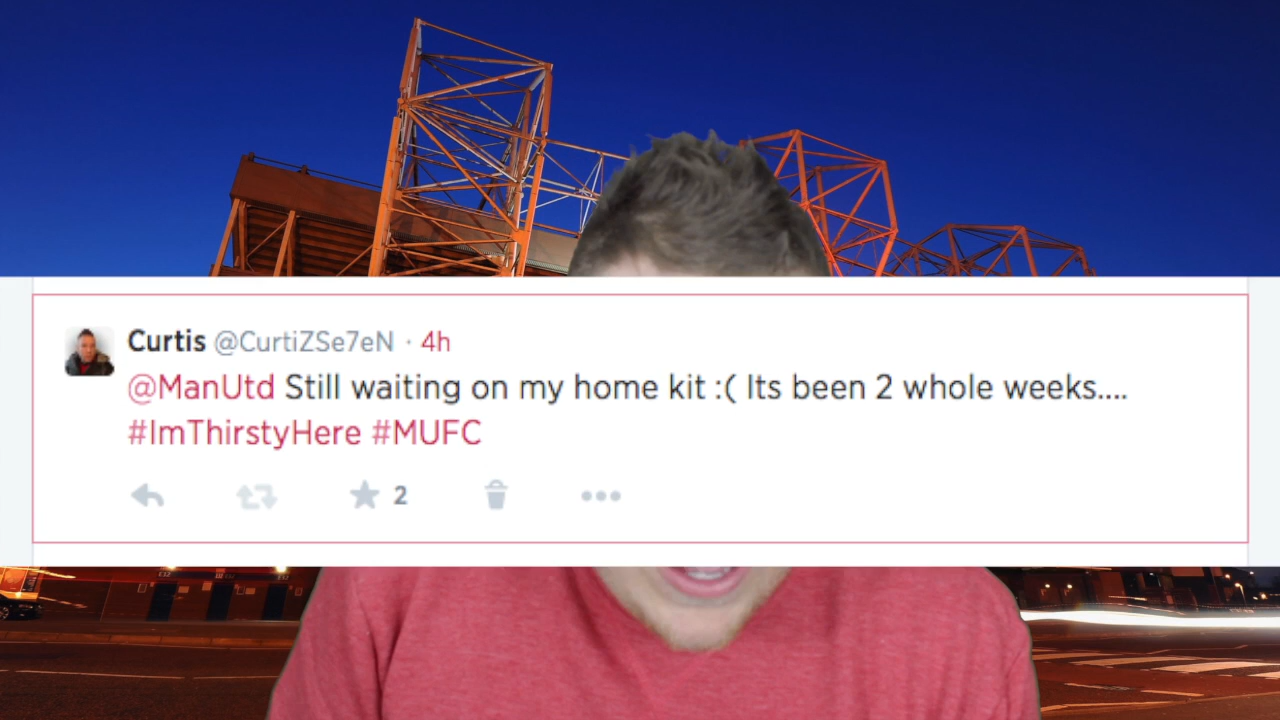 Curtis @CurtiZSe7eN · 4h
@ManUtd Still waiting on my home kit :( Its been 2 whole weeks....
#ImThirstyHere #MUFC
2